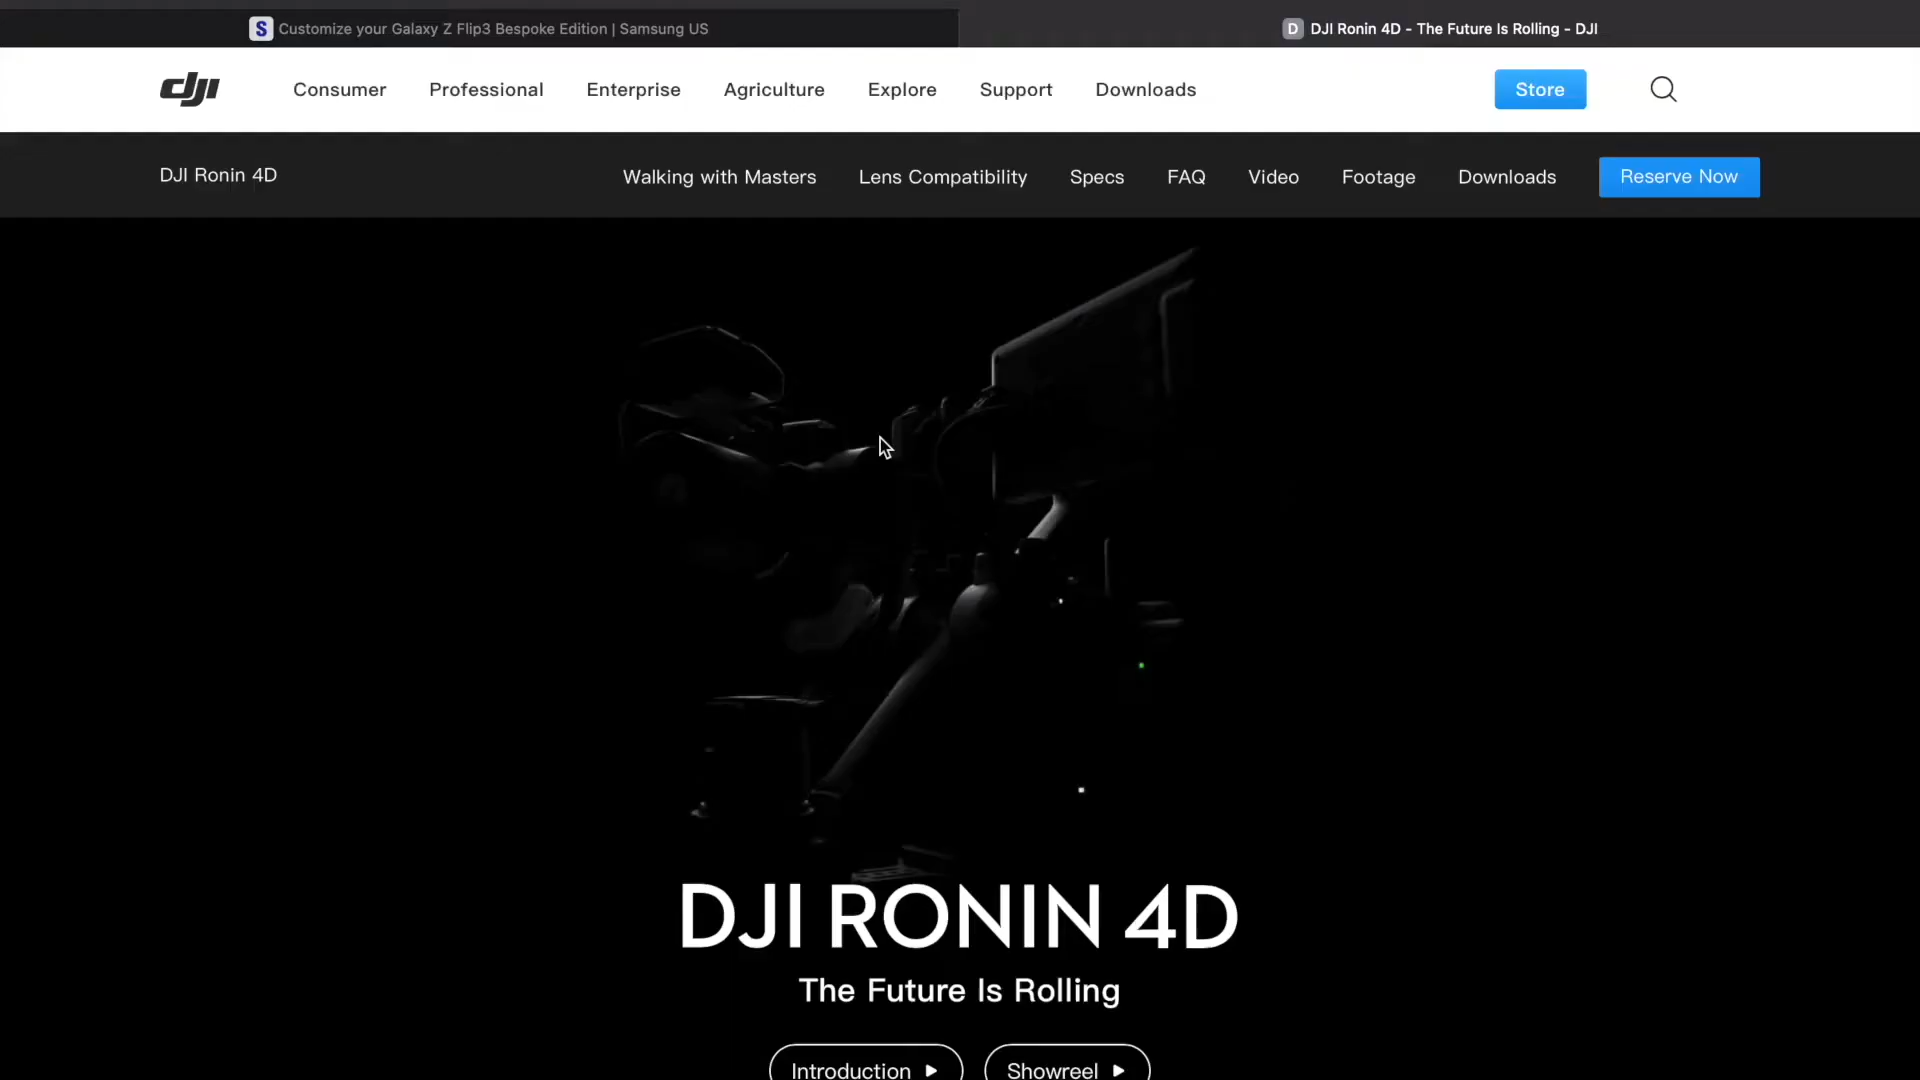 S Customize your Galaxy Z Flip3 Bespoke Edition | Samsung US
D DJI Ronin 4D - The Future Is Rolling - DJI
dji Consumer Professional Enterprise Agriculture Explore Support Downloads Store
DJI Ronin 4D Walking with Masters Lens Compatibility Specs FAQ Video Footage Downloads Reserve Now
DJI RONIN 4D
The Future Is Rolling
Introduction Showreel